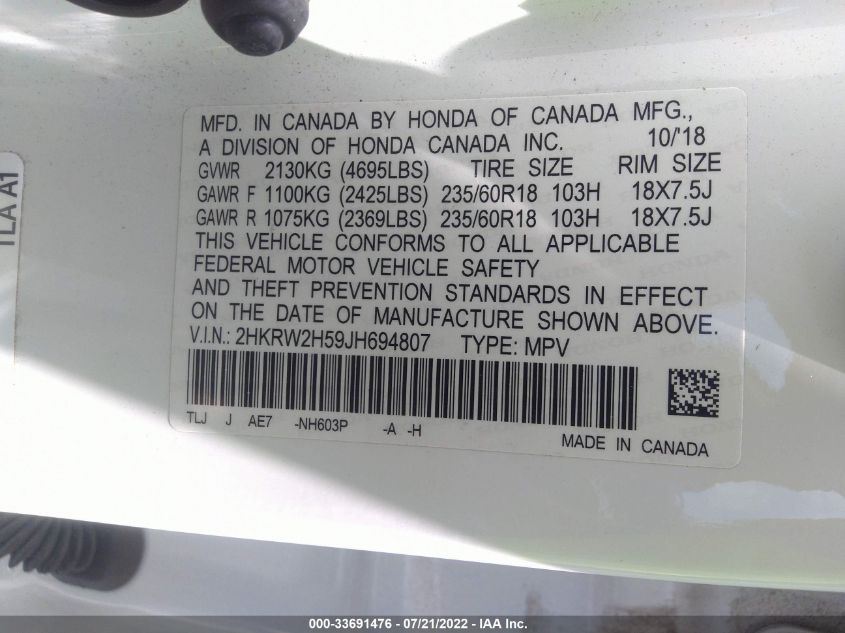 TLA A1
MFD. IN CANADA BY HONDA OF CANADA MFG.,
A DIVISION OF HONDA CANADA INC. 10/'18
GVWR 2130KG (4695LBS) TIRE SIZE RIM SIZE
GAWR F 1100KG (2425LBS) 235/60R18 103H 18X7.5J
GAWR R 1075KG (2369LBS) 235/60R18 103H 18X7.5J
THIS VEHICLE CONFORMS TO ALL APPLICABLE
FEDERAL MOTOR VEHICLE SAFETY
AND THEFT PREVENTION STANDARDS IN EFFECT
ON THE DATE OF MANUFACTURE SHOWN ABOVE.
V.I.N.: 2HKRW2H59JH694807 TYPE: MPV
TLJ J AE7 -NH603P -A -H
MADE IN CANADA
000-33691476 / 07/21/2022 - IAA Inc.